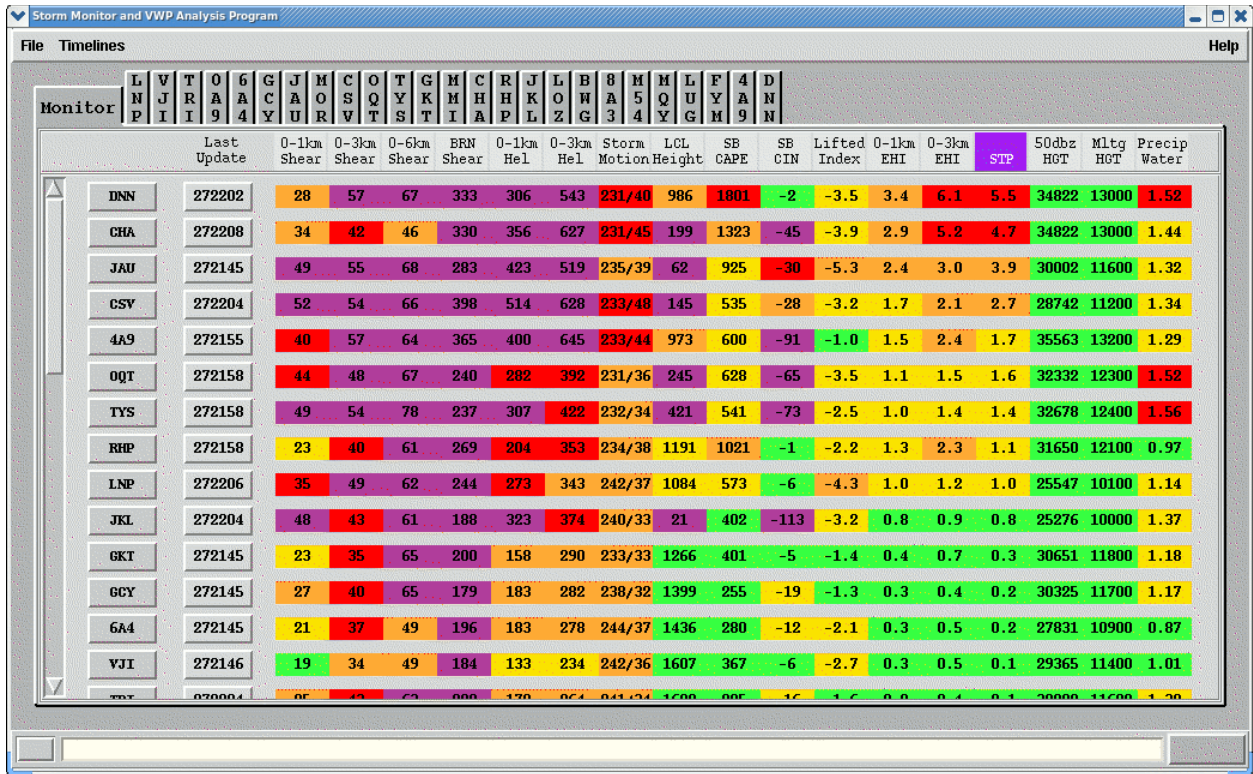 Storm Monitor and VWP Analysis Program
File Timelines Help
Monitor LNP VJI TRI 0A9 6A4 GCY JAU MOR CSV OQT TYS GKT MMI CHA RHP JKL LOZ BWG 8A3 M54 MQY LUG FYM 4A9 DNN
Last 0-1km 0-3km 0-6km BRN 0-1km 0-3km Storm LCL SB SB Lifted 0-1km 0-3km 50dbz Mltg Precip
Update Shear Shear Shear Shear Hel Hel Motion Height CAPE CIN Index EHI EHI STP HGT HGT Water
DNN 272202 28 57 67 333 306 543 231/40 986 1801 -2 -3.5 3.4 6.1 5.5 34822 13000 1.52
CHA 272208 34 42 46 330 356 627 231/45 199 1323 -45 -3.9 2.9 5.2 4.7 34822 13000 1.44
JAU 272145 49 55 68 283 423 519 235/39 62 925 -30 -5.3 2.4 3.0 3.9 30002 11600 1.32
CSV 272204 52 54 66 398 514 628 233/48 145 535 -28 -3.2 1.7 2.1 2.7 28742 11200 1.34
4A9 272155 40 57 64 365 400 645 233/44 973 600 -91 -1.0 1.5 2.4 1.7 35563 13200 1.29
OQT 272158 44 48 67 240 282 392 231/36 245 628 -65 -3.5 1.1 1.5 1.6 32332 12300 1.52
TYS 272158 49 54 78 237 307 422 232/34 421 541 -73 -2.5 1.0 1.4 1.4 32678 12400 1.56
RHP 272158 23 40 61 269 204 353 234/38 1191 1021 -1 -2.2 1.3 2.3 1.1 31650 12100 0.97
LNP 272206 35 49 62 244 273 343 242/37 1084 573 -6 -4.3 1.0 1.2 1.0 25547 10100 1.14
JKL 272204 48 43 61 188 323 374 240/33 21 402 -113 -3.2 0.8 0.9 0.8 25276 10000 1.37
GKT 272145 23 35 65 200 158 290 233/33 1266 401 -5 -1.4 0.4 0.7 0.3 30651 11800 1.18
GCY 272145 27 40 65 179 183 282 238/32 1399 255 -19 -1.3 0.3 0.4 0.2 30325 11700 1.17
6A4 272145 21 37 49 196 183 278 244/37 1436 280 -12 -2.1 0.3 0.5 0.2 27831 10900 0.87
VJI 272146 19 34 49 184 133 234 242/36 1607 367 -6 -2.7 0.3 0.5 0.1 29365 11400 1.01